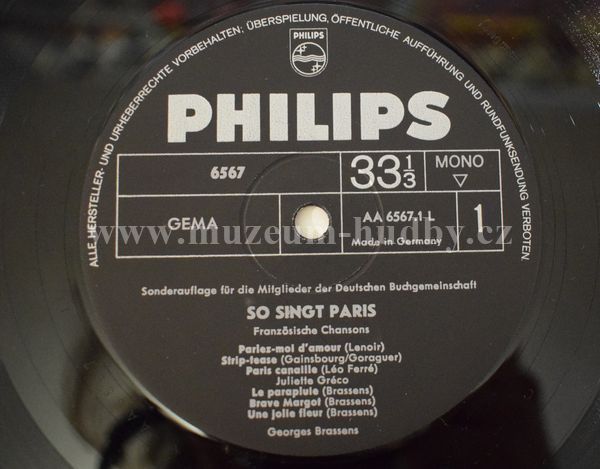 ALLE HERSTELLER- UND URHEBERRECHTE VORBEHALTEN; ÜBERSPIELUNG, ÖFFENTLICHE AUFFÜHRUNG UND RUNDFUNKSENDUNG VERBOTEN.
PHILIPS
PHILIPS
6567
33 1/3
MONO
GEMA
AA 6567.1 L
Made in Germany
1
www.muzeum-hudby.cz
Sonderauflage für die Mitglieder der Deutschen Buchgemeinschaft
SO SINGT PARIS
Französische Chansons
Parlez-moi d'amour (Lenoir)
Strip-tease (Gainsbourg/Goraguer)
Paris canaille (Léo Ferré)
Juliette Gréco
Le parapluie (Brassens)
Brave Margot (Brassens)
Une jolie fleur (Brassens)
Georges Brassens